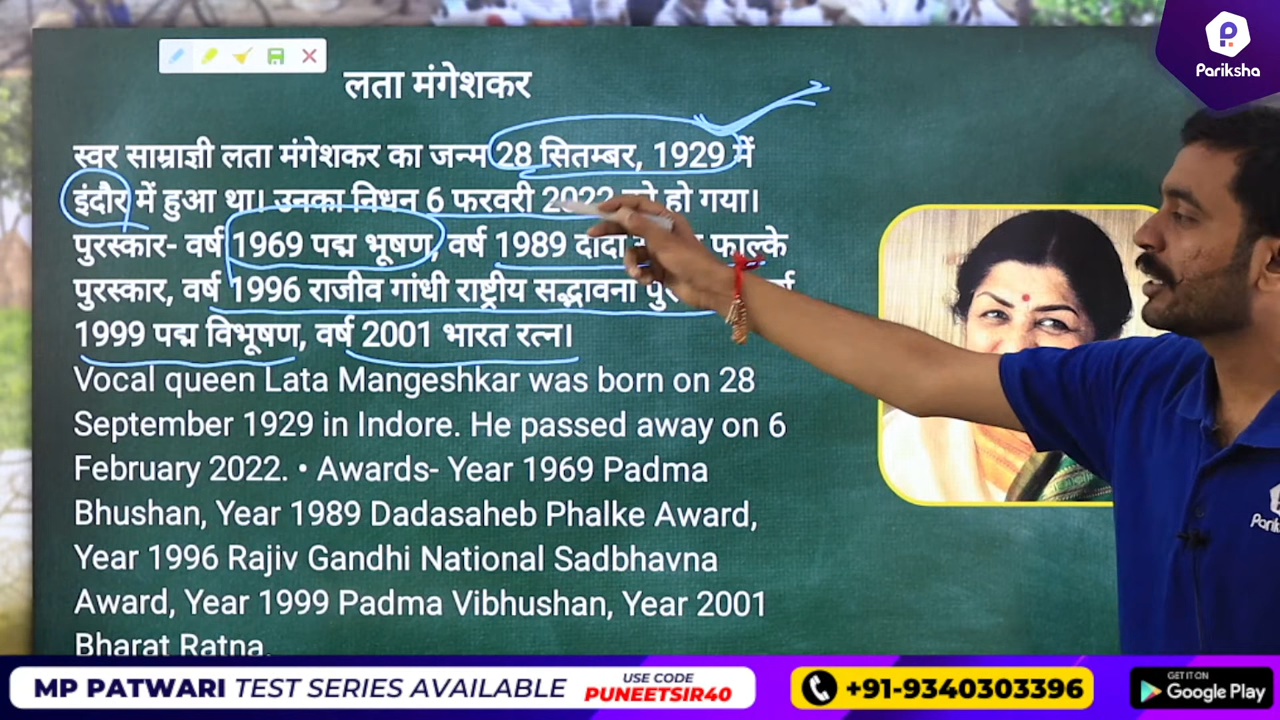 Pariksha
लता मंगेशकर
स्वर साम्राज्ञी लता मंगेशकर का जन्म 28 सितम्बर, 1929 में
इंदौर में हुआ था। उनका निधन 6 फरवरी 2022 को हो गया।
पुरस्कार- वर्ष 1969 पद्म भूषण, वर्ष 1989 दादा फाल्के
पुरस्कार, वर्ष 1996 राजीव गांधी राष्ट्रीय सद्भावना
1999 पद्म विभूषण, वर्ष 2001 भारत रत्न।
Vocal queen Lata Mangeshkar was born on 28
September 1929 in Indore. He passed away on 6
February 2022. • Awards- Year 1969 Padma
Bhushan, Year 1989 Dadasaheb Phalke Award,
Year 1996 Rajiv Gandhi National Sadbhavna
Award, Year 1999 Padma Vibhushan, Year 2001
Bharat Ratna.
MP PATWARI TEST SERIES AVAILABLE
USE CODE
PUNEETSIR40
+91-9340303396
GET IT ON
Google Play